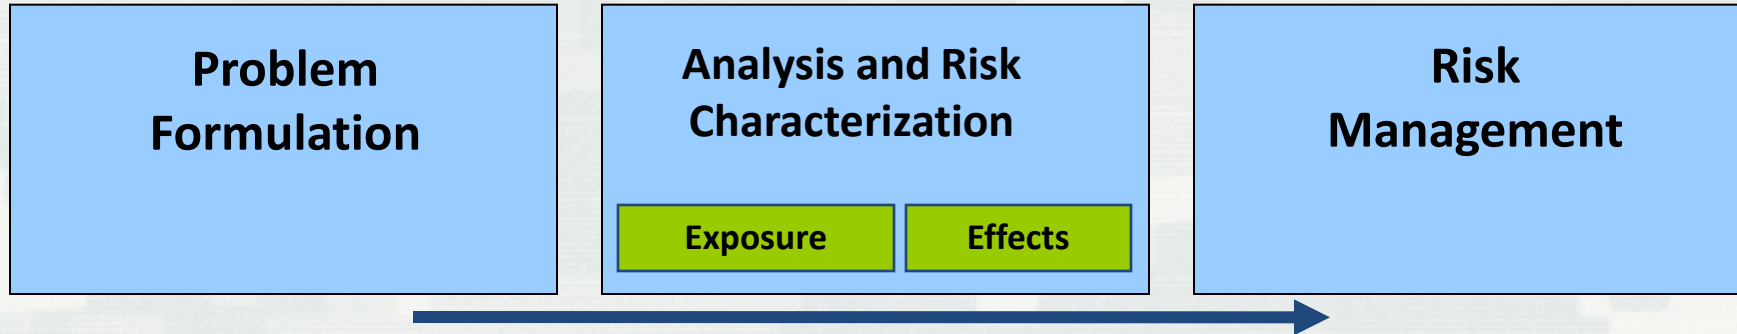 Problem
Formulation
Analysis and Risk
Characterization
Exposure
Effects
Risk
Management